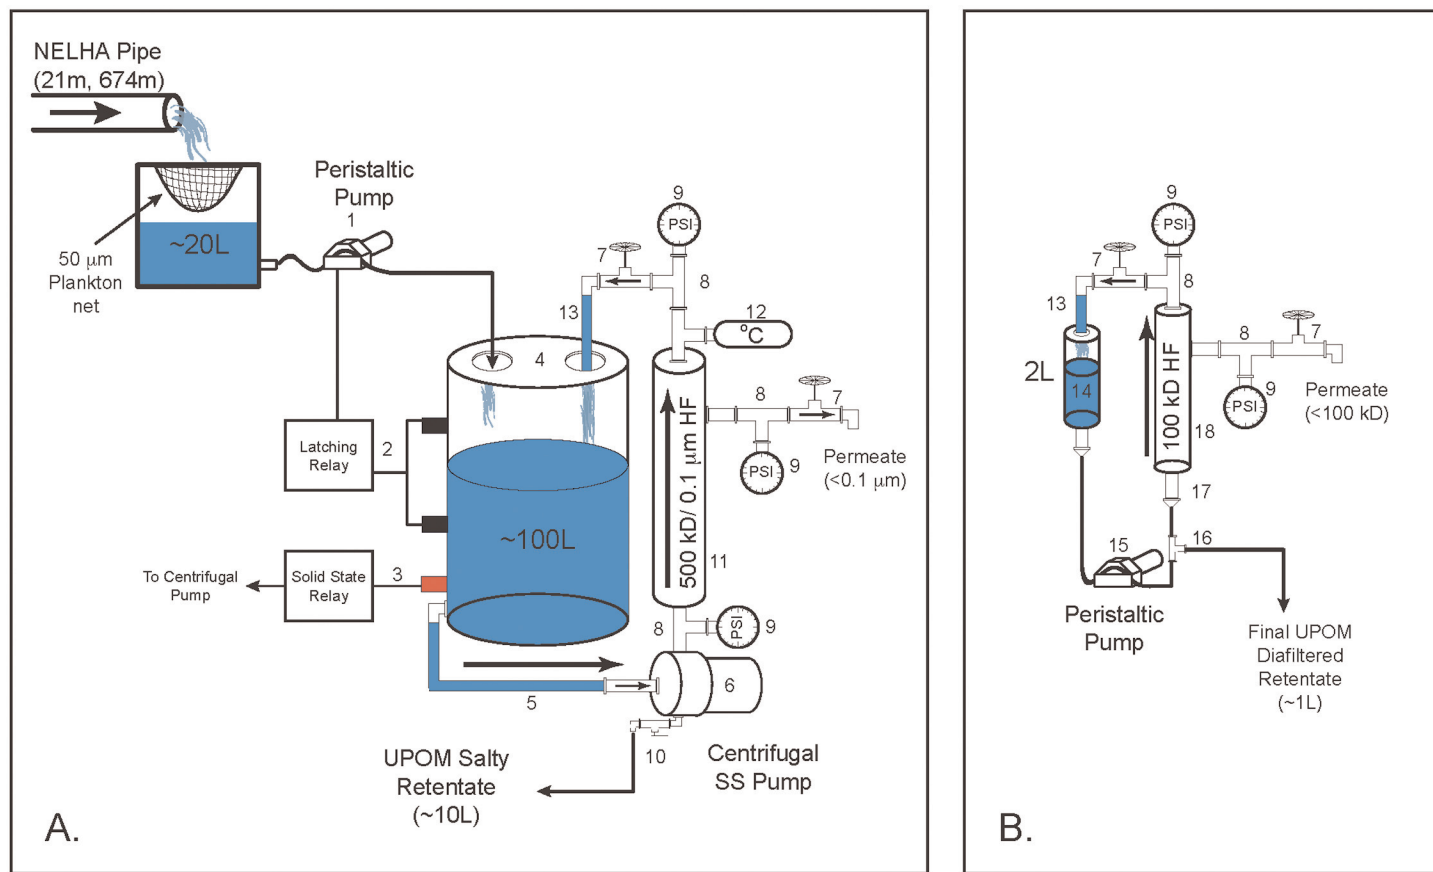 NELHA Pipe
(21m, 674m)
50 µm
Plankton
net
~20L
Peristaltic
Pump
1
Latching
Relay
2
To Centrifugal
Pump
Solid State
Relay
3
4
~100L
5
13
7
8
9
PSI
12
°C
500 kD/ 0.1 µm HF
11
8
7
PSI
9
Permeate
(<0.1 µm)
8
PSI
9
6
10
UPOM Salty
Retentate
(~10L)
Centrifugal
SS Pump
A.
9
PSI
7
8
13
2L
14
100 kD HF
18
8
7
PSI
9
Permeate
(<100 kD)
17
16
15
Peristaltic
Pump
Final UPOM
Diafiltered
Retentate
(~1L)
B.